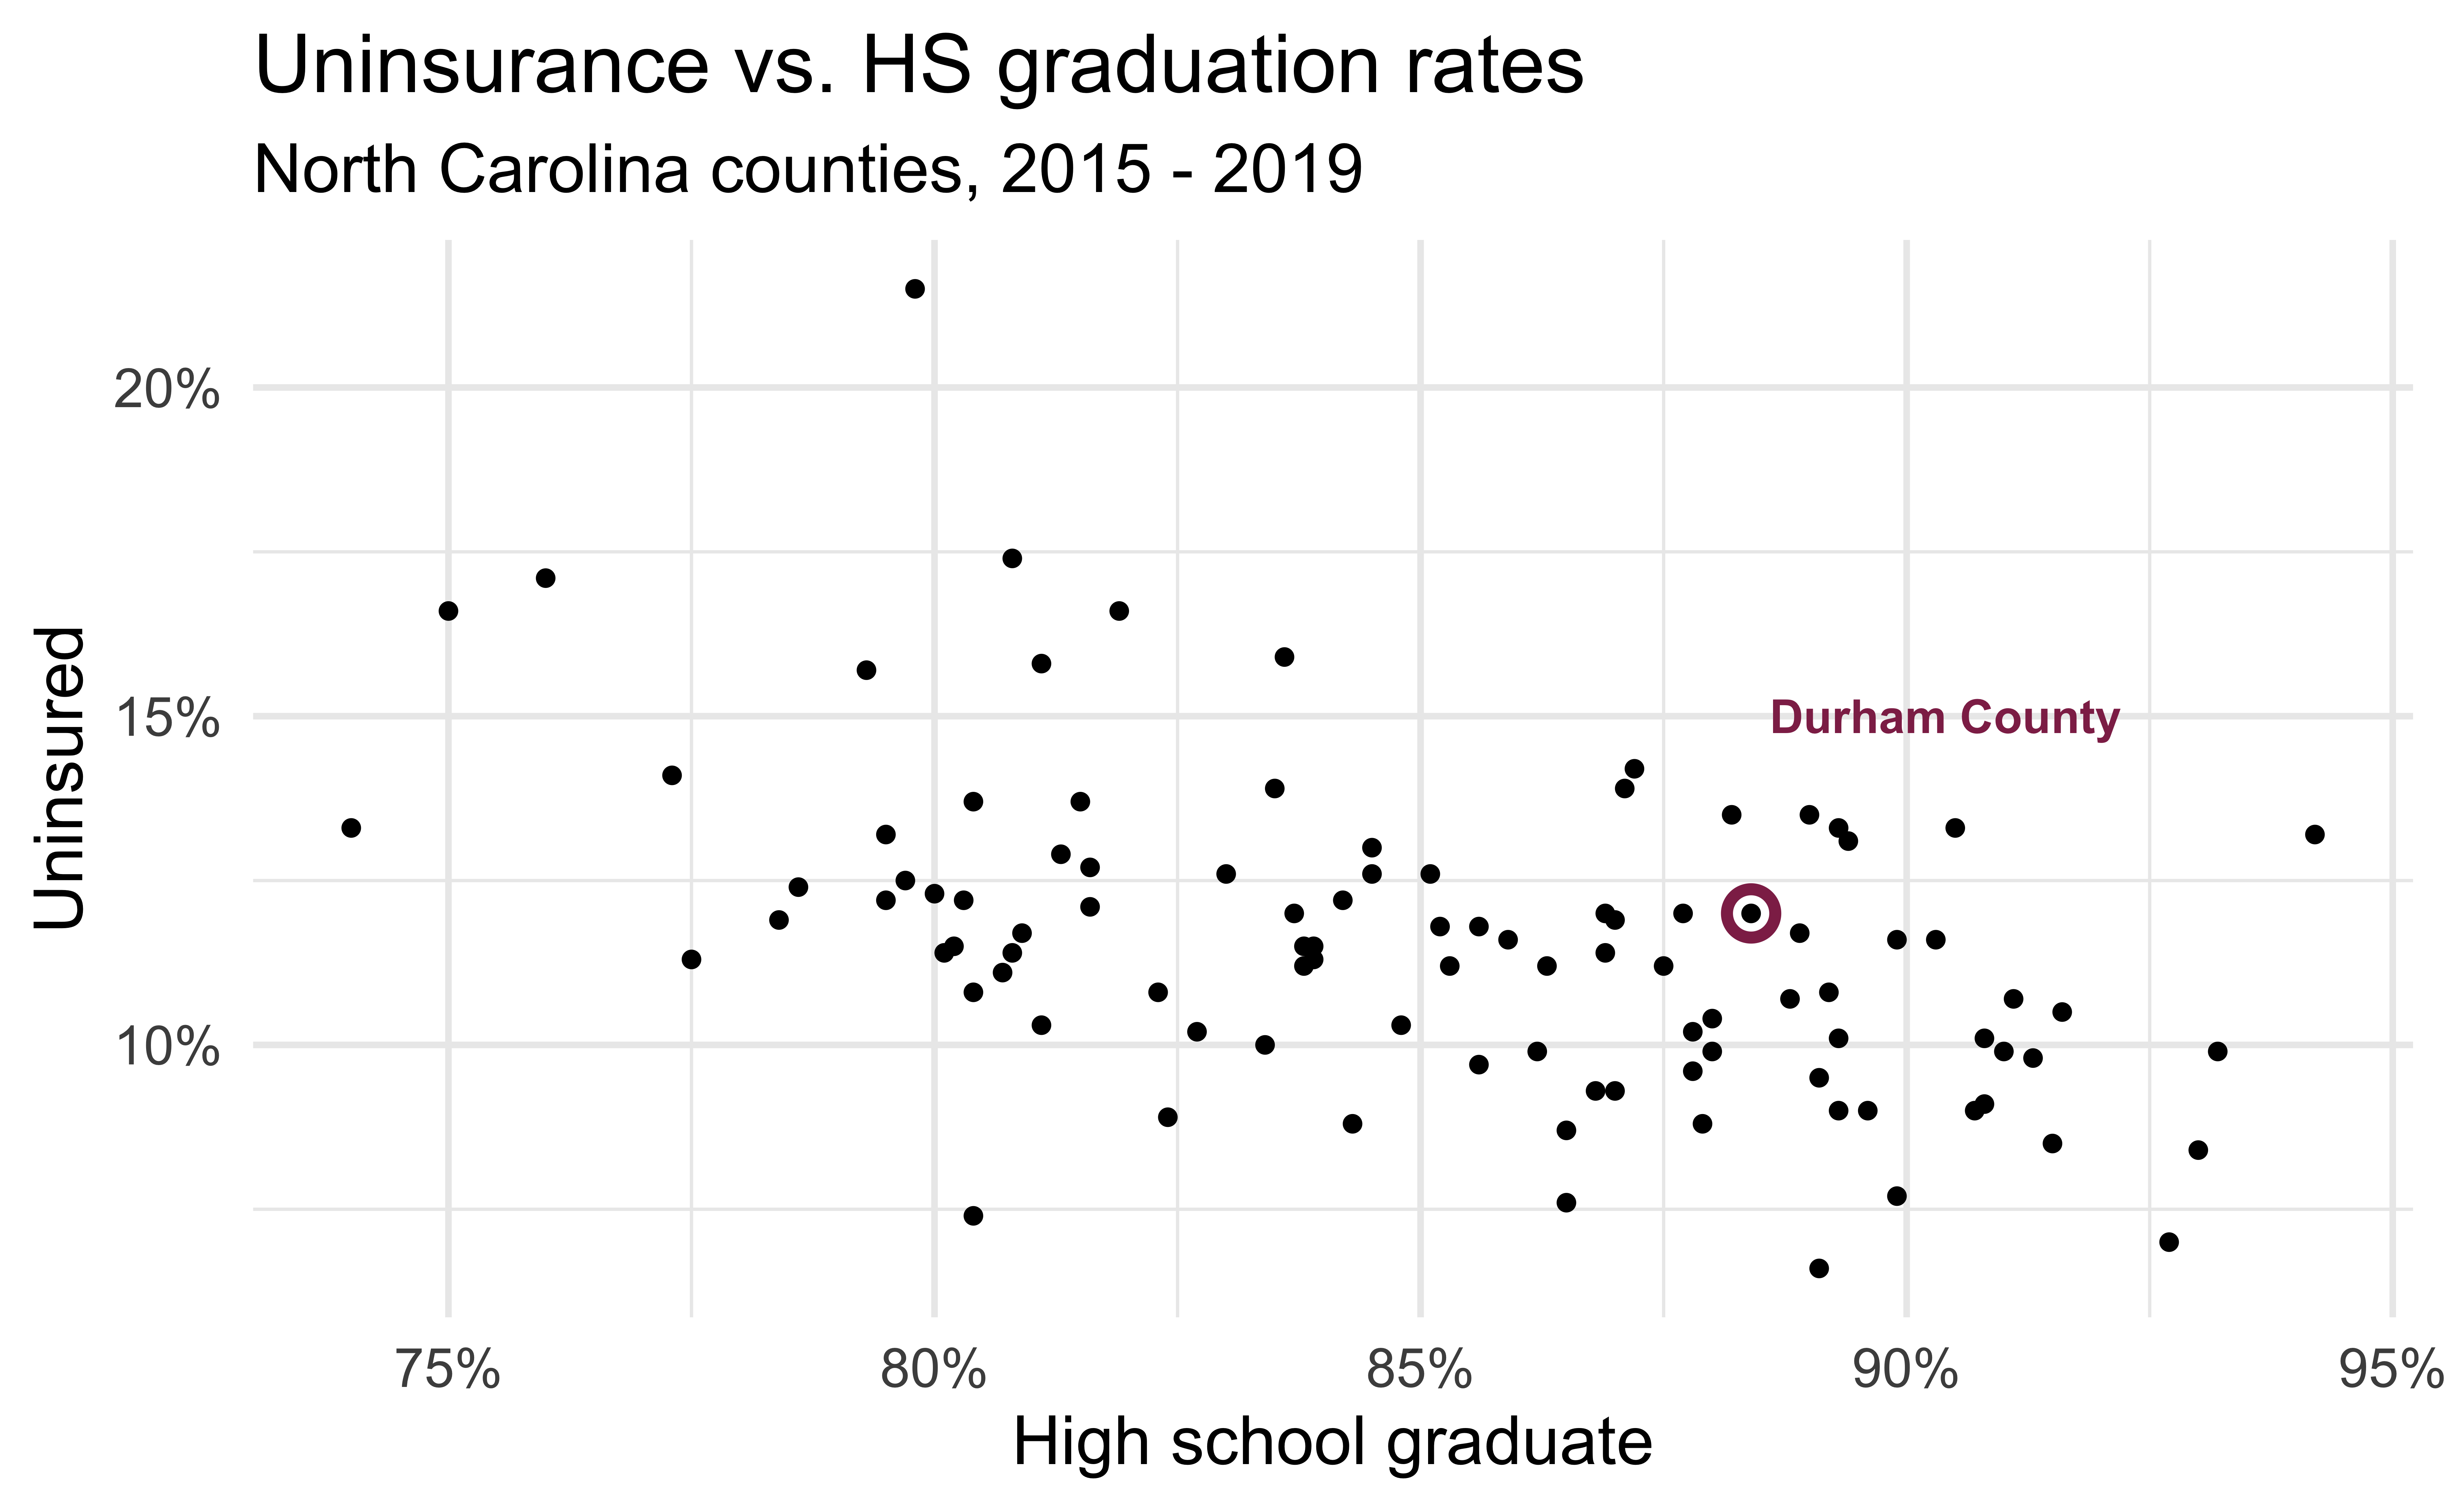 Uninsurance vs. HS graduation rates
North Carolina counties, 2015 - 2019
Uninsured
20%
15%
10%
Durham County
75%
80%
85%
90%
95%
High school graduate